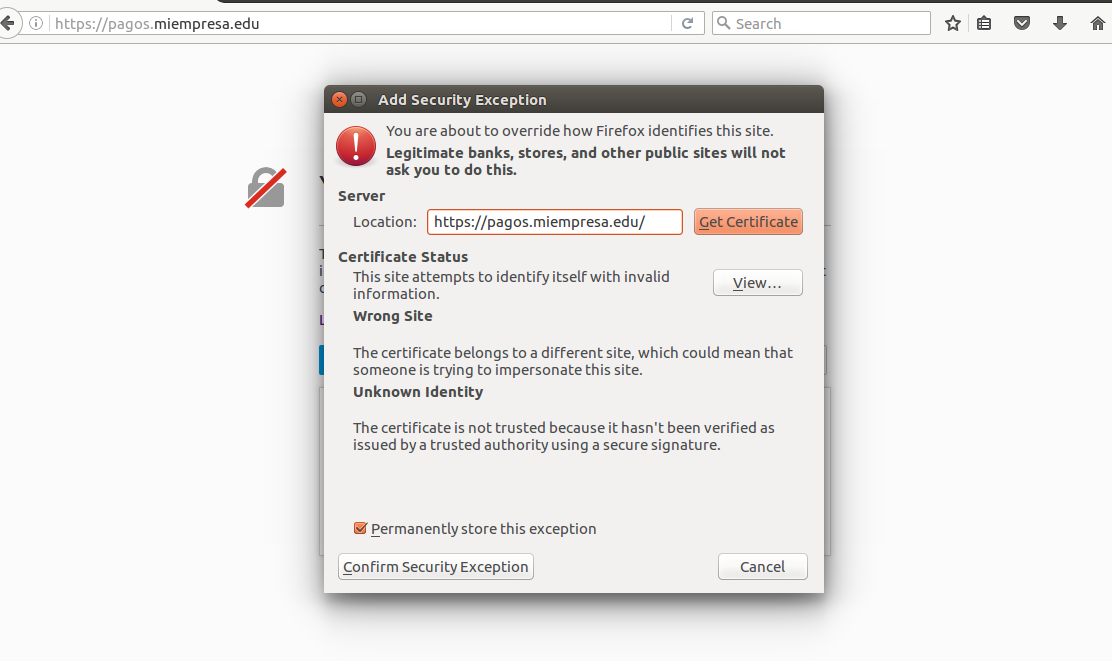 https://pagos.miempresa.edu
Search
Add Security Exception
You are about to override how Firefox identifies this site.
Legitimate banks, stores, and other public sites will not
ask you to do this.
Server
Location: https://pagos.miempresa.edu/ Get Certificate
Certificate Status
This site attempts to identify itself with invalid
information.
View...
Wrong Site
The certificate belongs to a different site, which could mean that
someone is trying to impersonate this site.
Unknown Identity
The certificate is not trusted because it hasn't been verified as
issued by a trusted authority using a secure signature.
Permanently store this exception
Confirm Security Exception Cancel